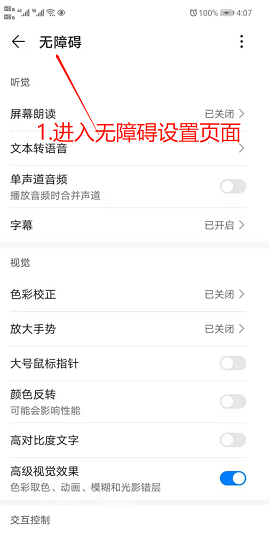 100% 4:07
无障碍
听觉
屏幕朗读 已关闭
1.进入无障碍设置页面
文本转语音
单声道音频
播放音频时合并声道
字幕 已开启
视觉
色彩校正 已关闭
放大手势 已关闭
大号鼠标指针
颜色反转
可能会影响性能
高对比度文字
高级视觉效果
色彩取色、动画、模糊和光影错层
交互控制